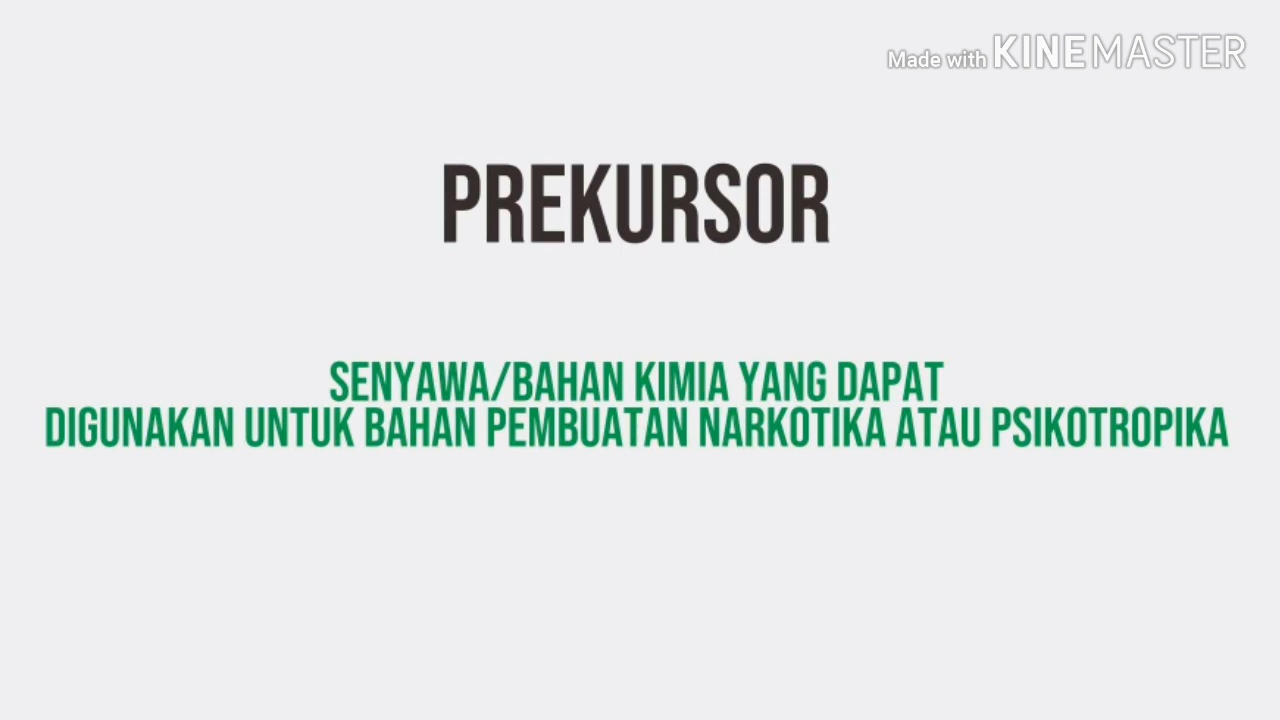 Made with KINEMASTER
PREKURSOR
SENYAWA/BAHAN KIMIA YANG DAPAT
DIGUNAKAN UNTUK BAHAN PEMBUATAN NARKOTIKA ATAU PSIKOTROPIKA